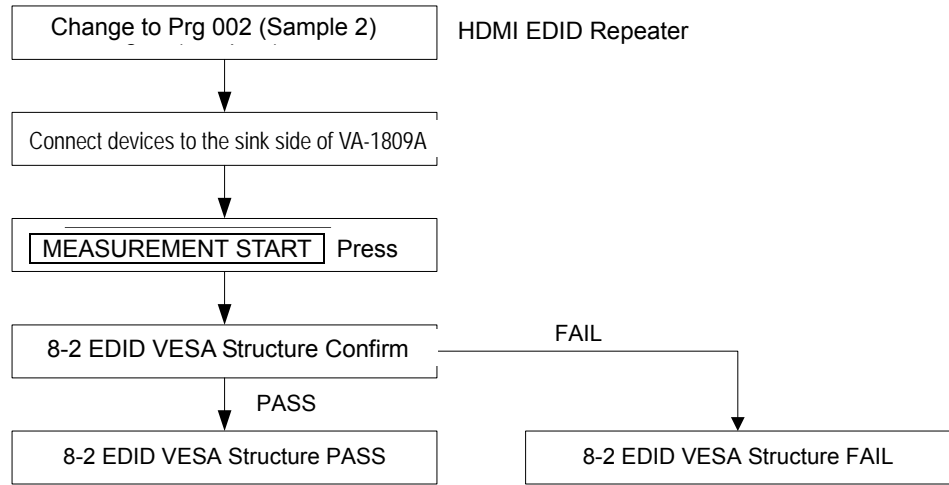 Change to Prg 002 (Sample 2)
HDMI EDID Repeater
Connect devices to the sink side of VA-1809A
MEASUREMENT START Press
8-2 EDID VESA Structure Confirm
FAIL
PASS
8-2 EDID VESA Structure PASS
8-2 EDID VESA Structure FAIL